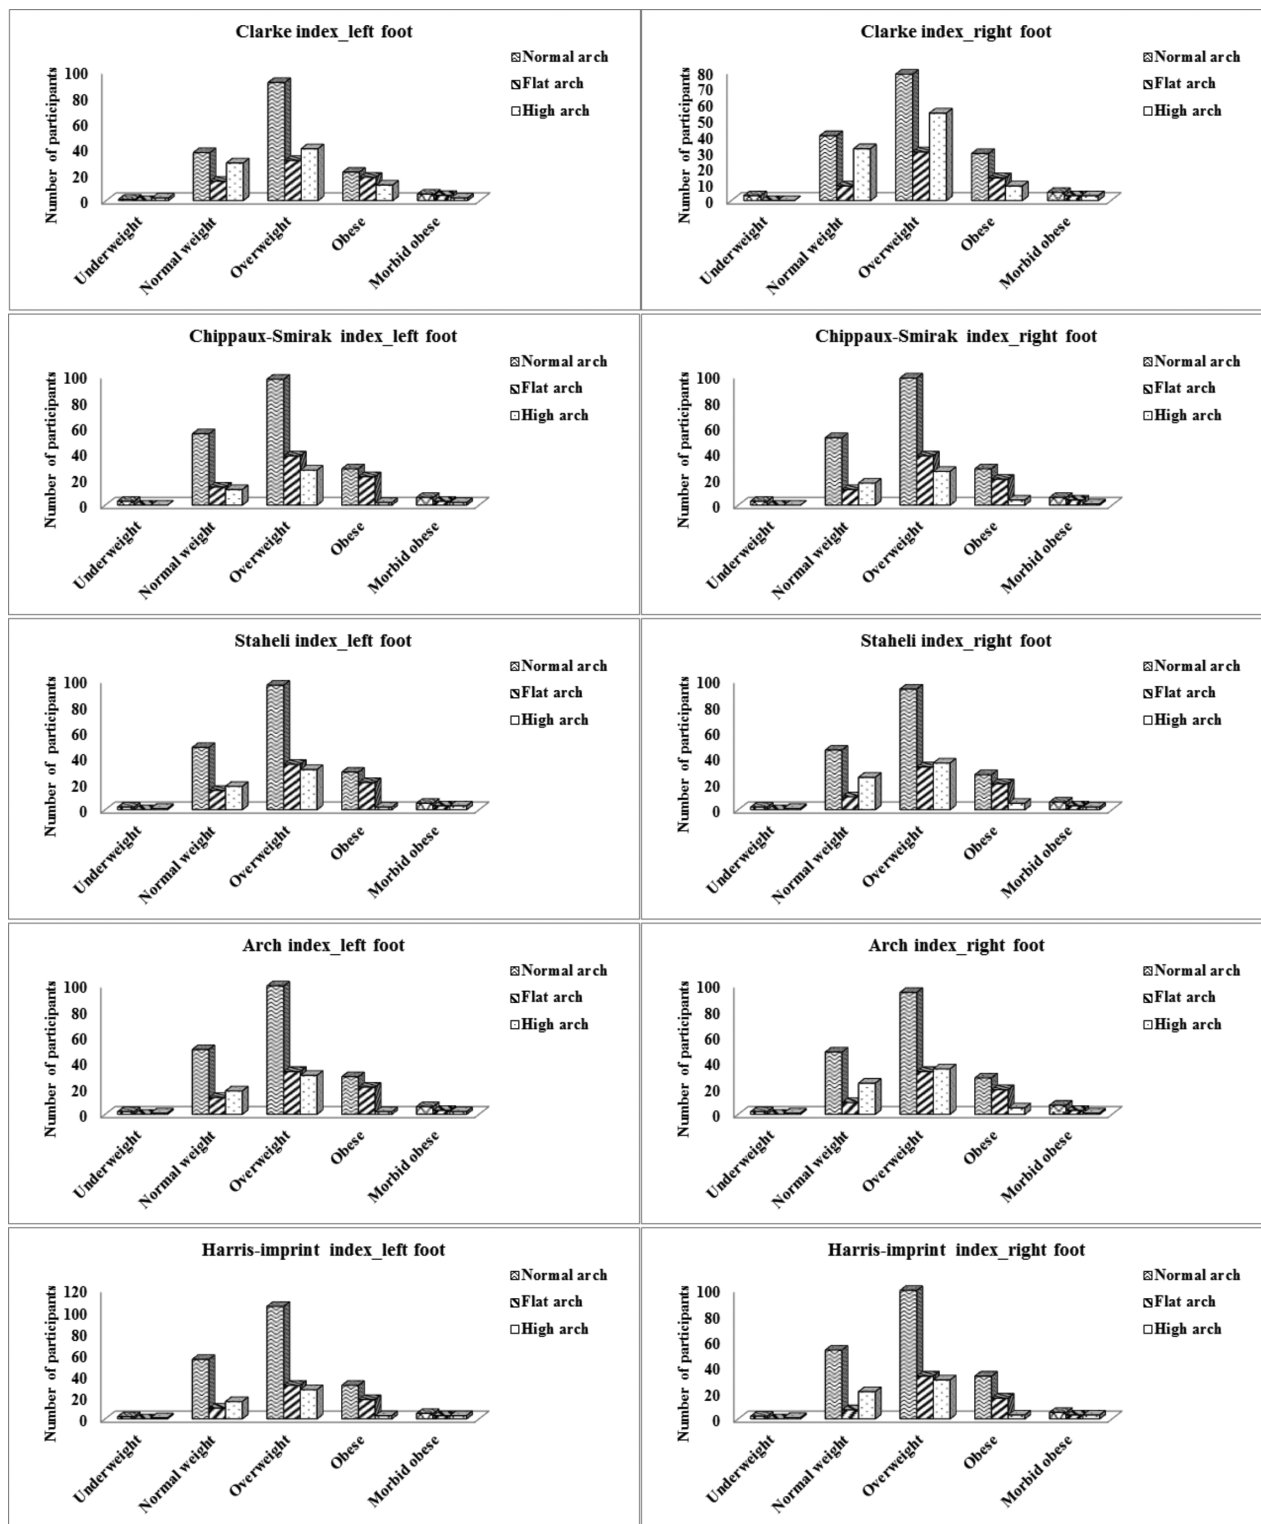 Clarke index_left foot
Number of participants
100
80
60
40
20
0
Underweight
Normal weight
Overweight
Obese
Morbid obese
Normal arch
Flat arch
High arch
Clarke index_right foot
Number of participants
80
70
60
50
40
30
20
10
0
Underweight
Normal weight
Overweight
Obese
Morbid obese
Normal arch
Flat arch
High arch
Chippaux-Smirak index_left foot
Number of participants
100
80
60
40
20
0
Underweight
Normal weight
Overweight
Obese
Morbid obese
Normal arch
Flat arch
High arch
Chippaux-Smirak index_right foot
Number of participants
100
80
60
40
20
0
Underweight
Normal weight
Overweight
Obese
Morbid obese
Normal arch
Flat arch
High arch
Staheli index_left foot
Number of participants
100
80
60
40
20
0
Underweight
Normal weight
Overweight
Obese
Morbid obese
Normal arch
Flat arch
High arch
Staheli index_right foot
Number of participants
100
80
60
40
20
0
Underweight
Normal weight
Overweight
Obese
Morbid obese
Normal arch
Flat arch
High arch
Arch index_left foot
Number of participants
100
80
60
40
20
0
Underweight
Normal weight
Overweight
Obese
Morbid obese
Normal arch
Flat arch
High arch
Arch index_right foot
Number of participants
100
80
60
40
20
0
Underweight
Normal weight
Overweight
Obese
Morbid obese
Normal arch
Flat arch
High arch
Harris-imprint index_left foot
Number of participants
120
100
80
60
40
20
0
Underweight
Normal weight
Overweight
Obese
Morbid obese
Normal arch
Flat arch
High arch
Harris-imprint index_right foot
Number of participants
100
80
60
40
20
0
Underweight
Normal weight
Overweight
Obese
Morbid obese
Normal arch
Flat arch
High arch